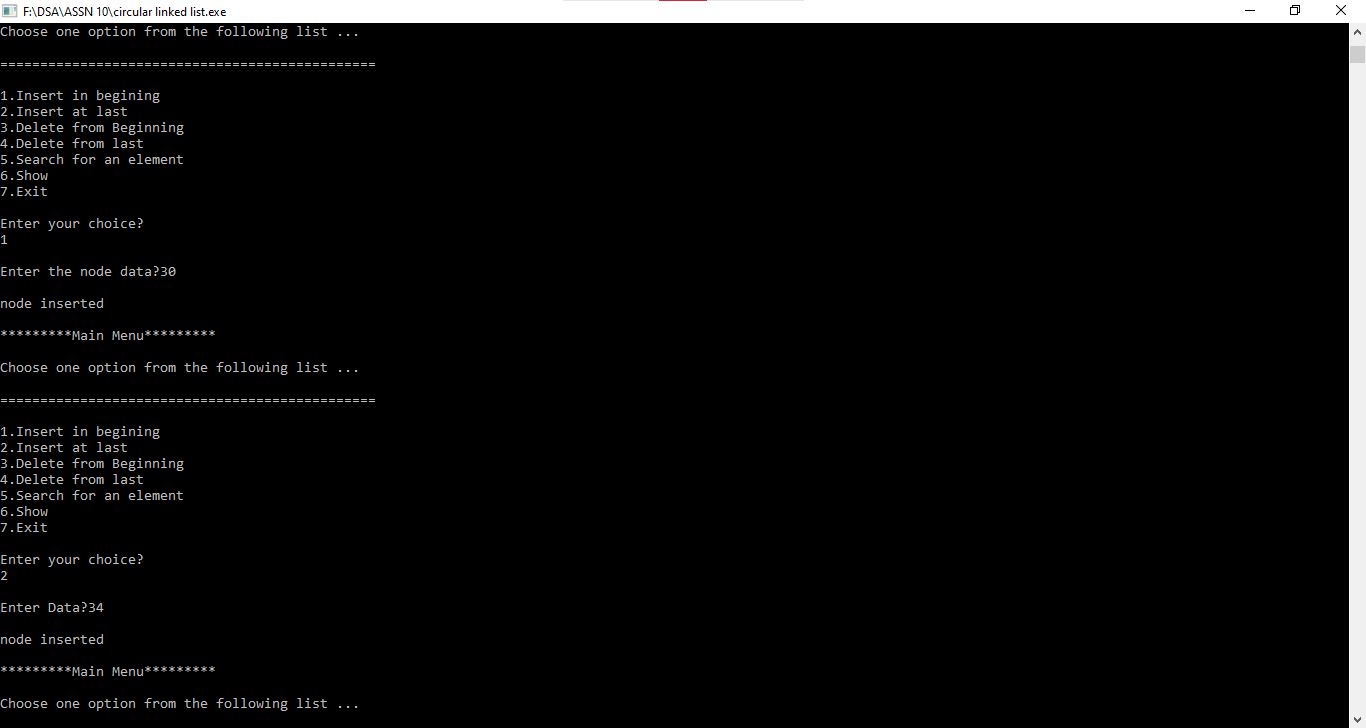 F:\DSA\ASSN 10\circular linked list.exe
Choose one option from the following list ...
===============================================
1.Insert in begining
2.Insert at last
3.Delete from Beginning
4.Delete from last
5.Search for an element
6.Show
7.Exit
Enter your choice?
1
Enter the node data?30
node inserted
*********Main Menu*********
Choose one option from the following list ...
===============================================
1.Insert in begining
2.Insert at last
3.Delete from Beginning
4.Delete from last
5.Search for an element
6.Show
7.Exit
Enter your choice?
2
Enter Data?34
node inserted
*********Main Menu*********
Choose one option from the following list ...